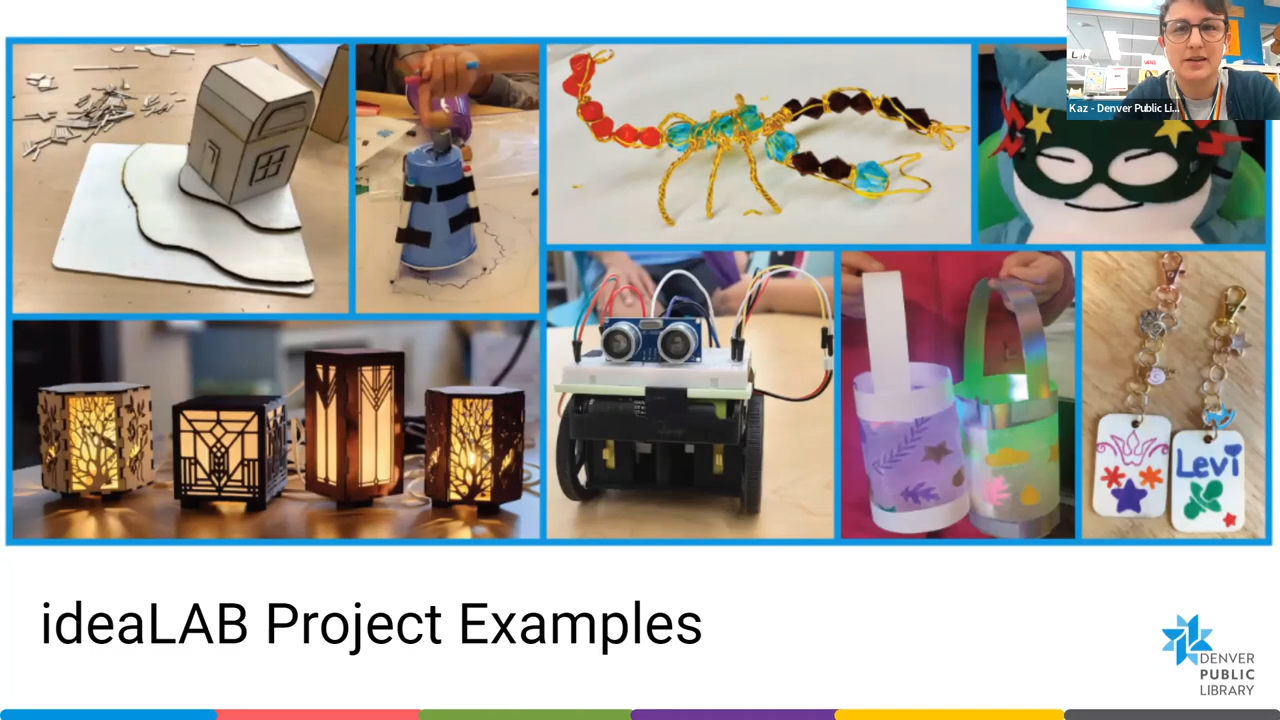 Kaz - Denver Public Li...
Levi
ideaLAB Project Examples
DENVER
PUBLIC
LIBRARY